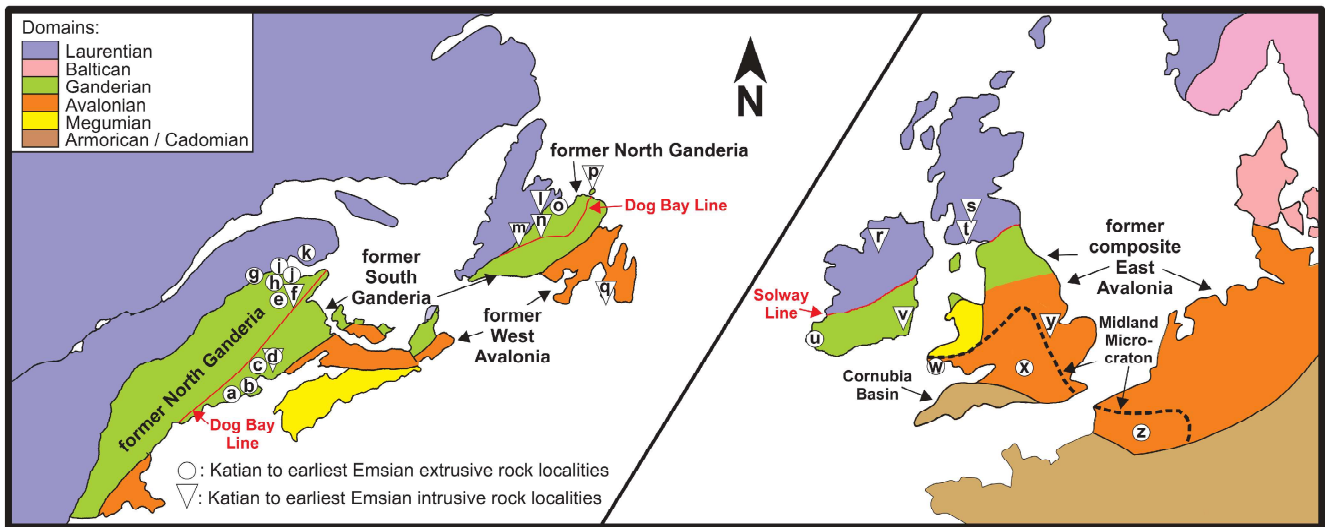 Domains:
Laurentian
Baltican
Ganderian
Avalonian
Megumian
Armorican / Cadomian
N
former North Ganderia
p
l
o
Dog Bay Line
n
m
k
g
i
j
h
f
e
former
South
Ganderia
former
West
Avalonia
q
former North Ganderia
d
c
b
a
Dog Bay
Line
: Katian to earliest Emsian extrusive rock localities
: Katian to earliest Emsian intrusive rock localities
s
t
r
former
composite
East
Avalonia
Solway
Line
v
u
y
Midland
Micro-
craton
w
x
Cornubla
Basin
z